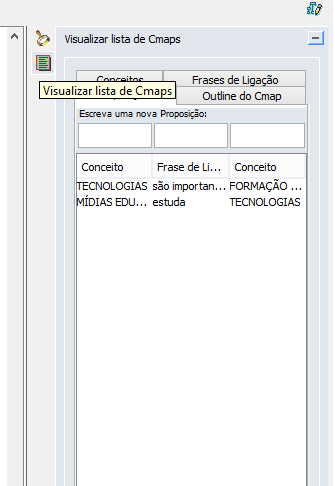 Visualizar lista de Cmaps
Conceitos Frases de Ligação
Visualizar lista de Cmaps
Outline do Cmap
Escreva uma nova Proposição:
Conceito Frase de Li... Conceito
TECNOLOGIAS são importan... FORMAÇÃO ...
MÍDIAS EDU... estuda TECNOLOGIAS